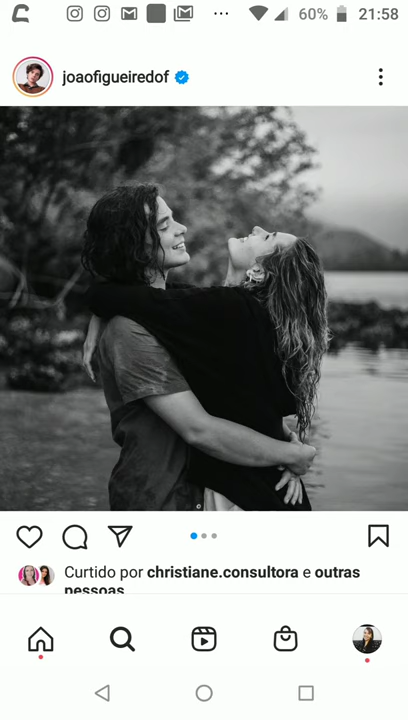 60% 21:58
joaofigueiredof
Curtido por christiane.consultora e outras
pessoas